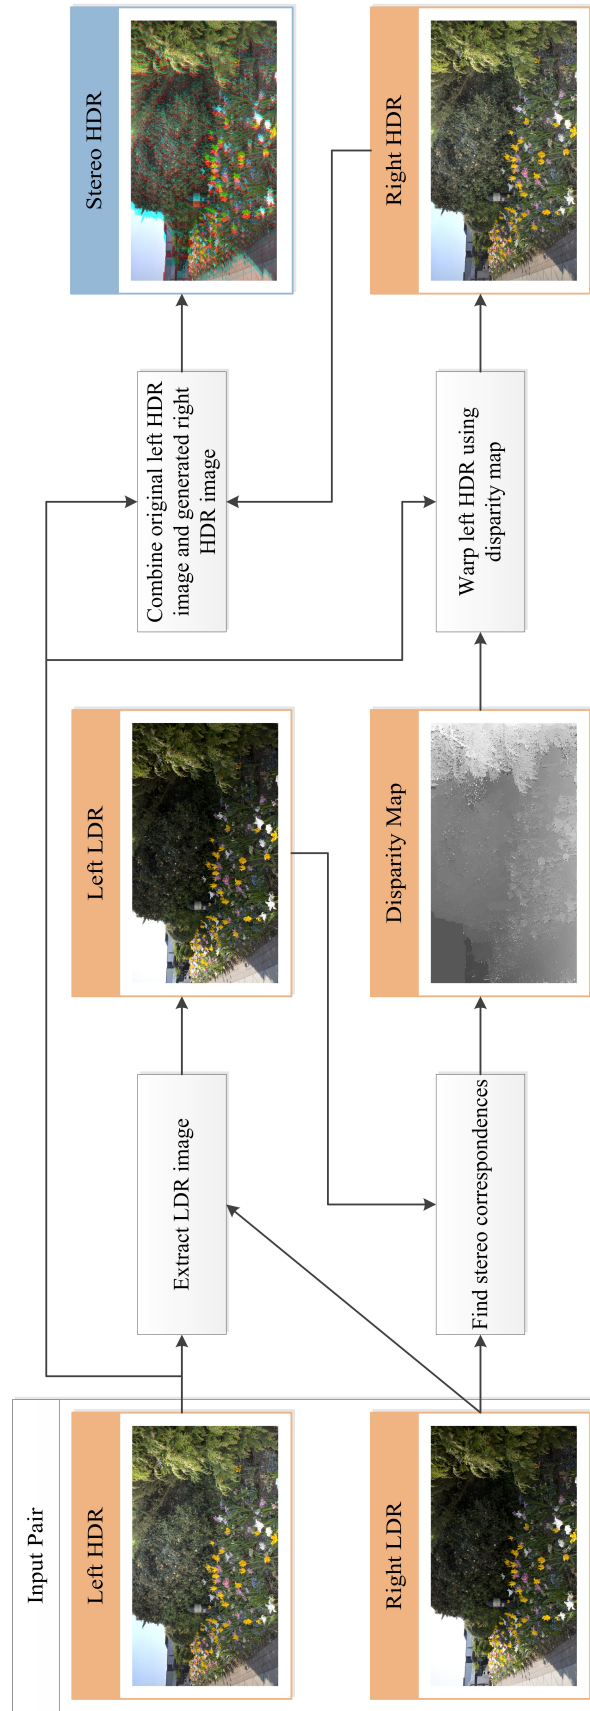 Input Pair
Left HDR
Right LDR
Extract LDR image
Find stereo correspondences
Left LDR
Disparity Map
Combine original left HDR
image and generated right
HDR image
Warp left HDR using
disparity map
Stereo HDR
Right HDR